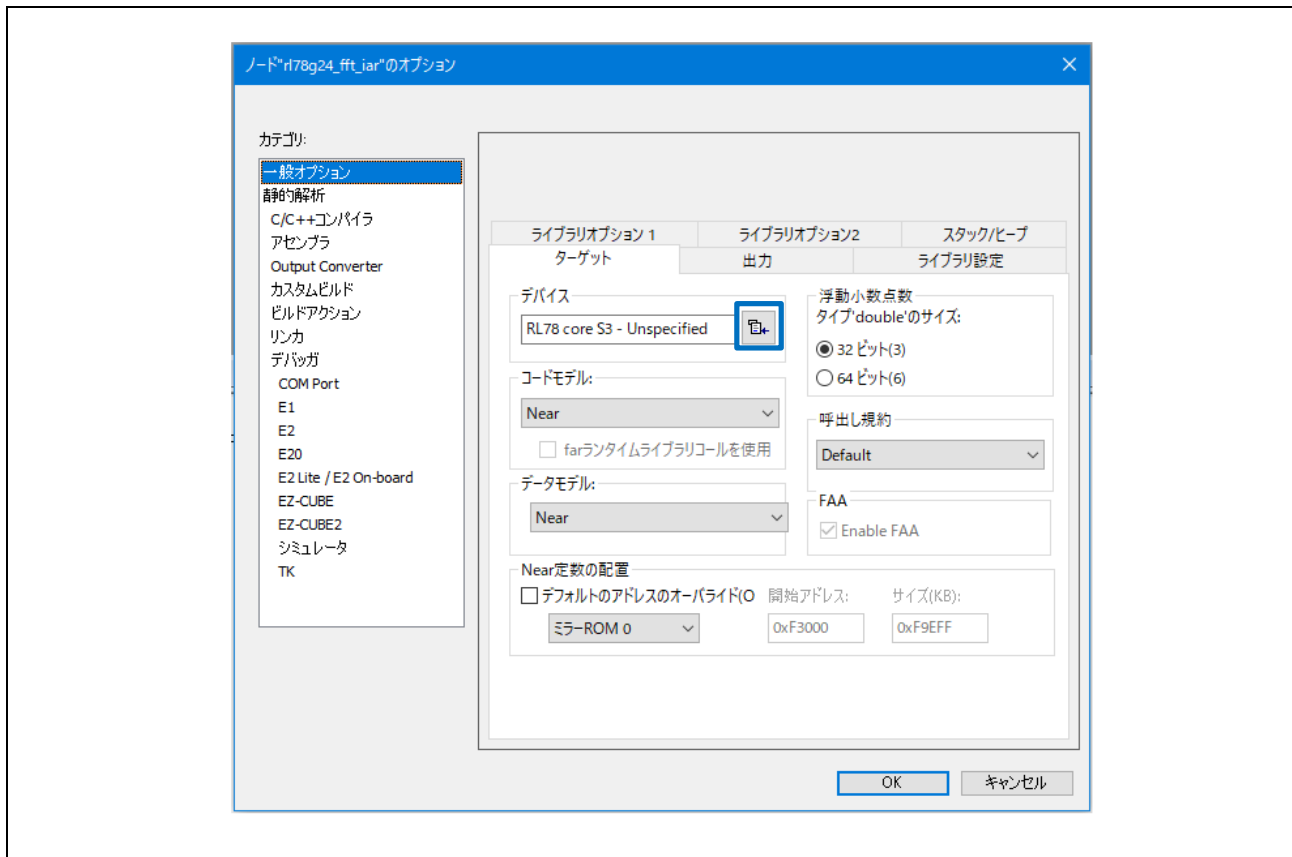 ノード"rl78g24_fft_iar"のオプション
カテゴリ:
一般オプション
静的解析
C/C++コンパイラ
アセンブラ
Output Converter
カスタムビルド
ビルドアクション
リンカ
デバッガ
COM Port
E1
E2
E20
E2 Lite / E2 On-board
EZ-CUBE
EZ-CUBE2
シミュレータ
TK
ライブラリオプション 1 ライブラリオプション2 スタック/ヒープ
ターゲット 出力 ライブラリ設定
デバイス
RL78 core S3 - Unspecified
コードモデル:
Near
farランタイムライブラリコールを使用
データモデル:
Near
浮動小数点数
タイプ'double'のサイズ:
32 ビット(3)
64 ビット(6)
呼出し規約
Default
FAA
Enable FAA
Near定数の配置
デフォルトのアドレスのオーバライド(O 開始アドレス: サイズ(KB):
ミラーROM 0 0xF3000 0xF9EFF
OK キャンセル